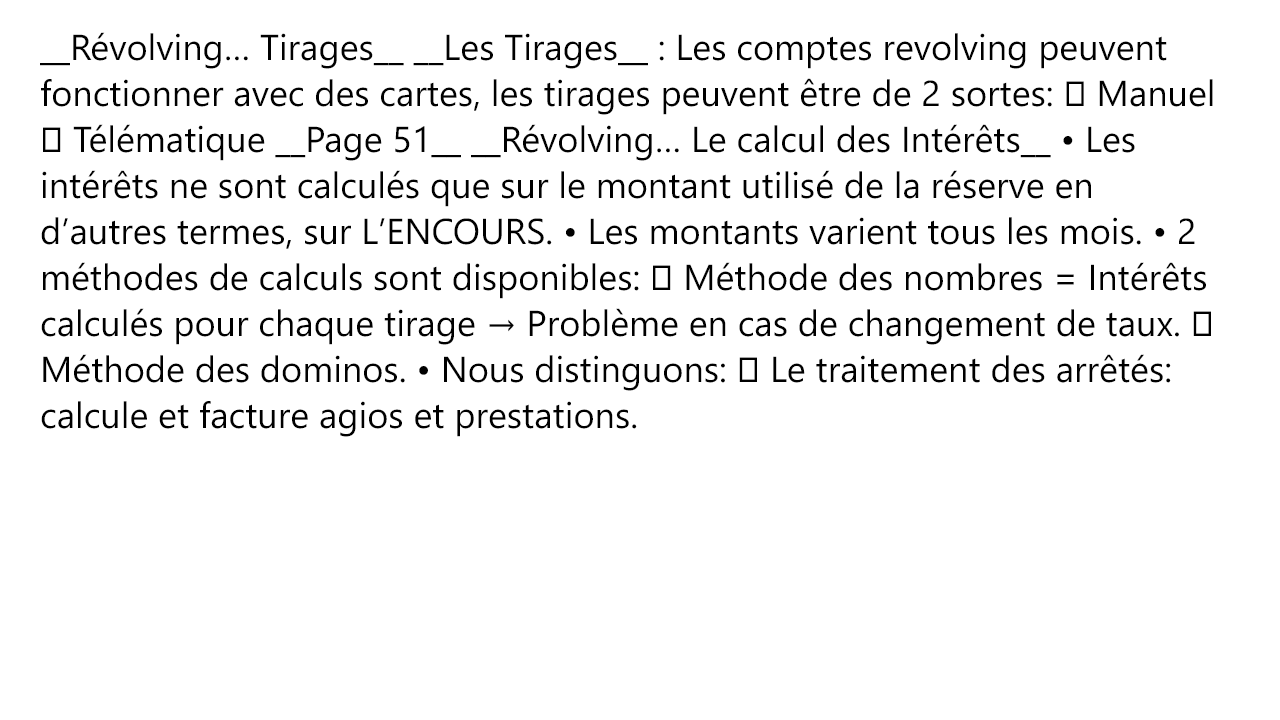 __Révolving… Tirages__ __Les Tirages__ : Les comptes revolving peuvent
fonctionner avec des cartes, les tirages peuvent être de 2 sortes: ▯ Manuel
▯ Télématique __Page 51__ __Révolving… Le calcul des Intérêts__ • Les
intérêts ne sont calculés que sur le montant utilisé de la réserve en
d’autres termes, sur L’ENCOURS. • Les montants varient tous les mois. • 2
méthodes de calculs sont disponibles: ▯ Méthode des nombres = Intérêts
calculés pour chaque tirage → Problème en cas de changement de taux. ▯
Méthode des dominos. • Nous distinguons: ▯ Le traitement des arrêtés:
calcule et facture agios et prestations.